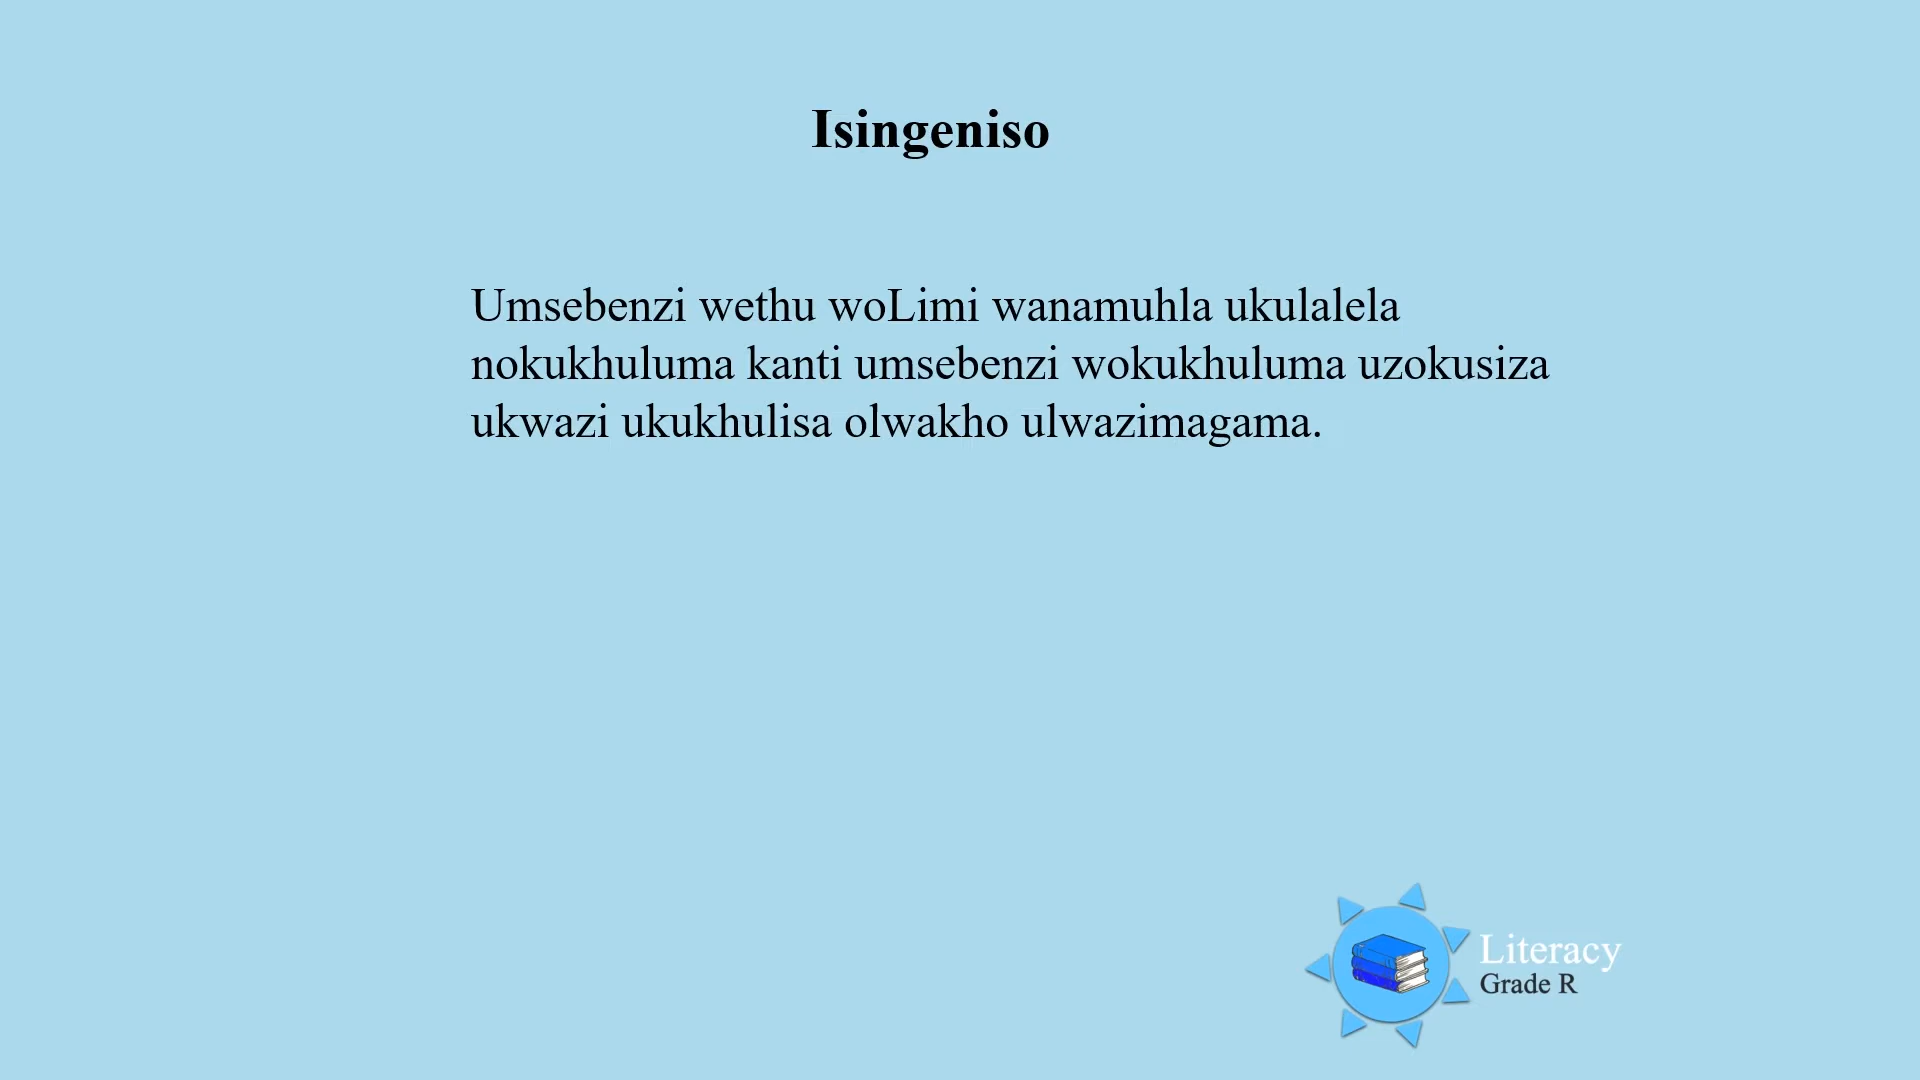 Isingeniso
Umsebenzi wethu woLimi wanamuhla ukulalela
nokukhuluma kanti umsebenzi wokukhuluma uzokusiza
ukwazi ukukhulisa olwakho ulwazimagama.
Literacy
Grade R